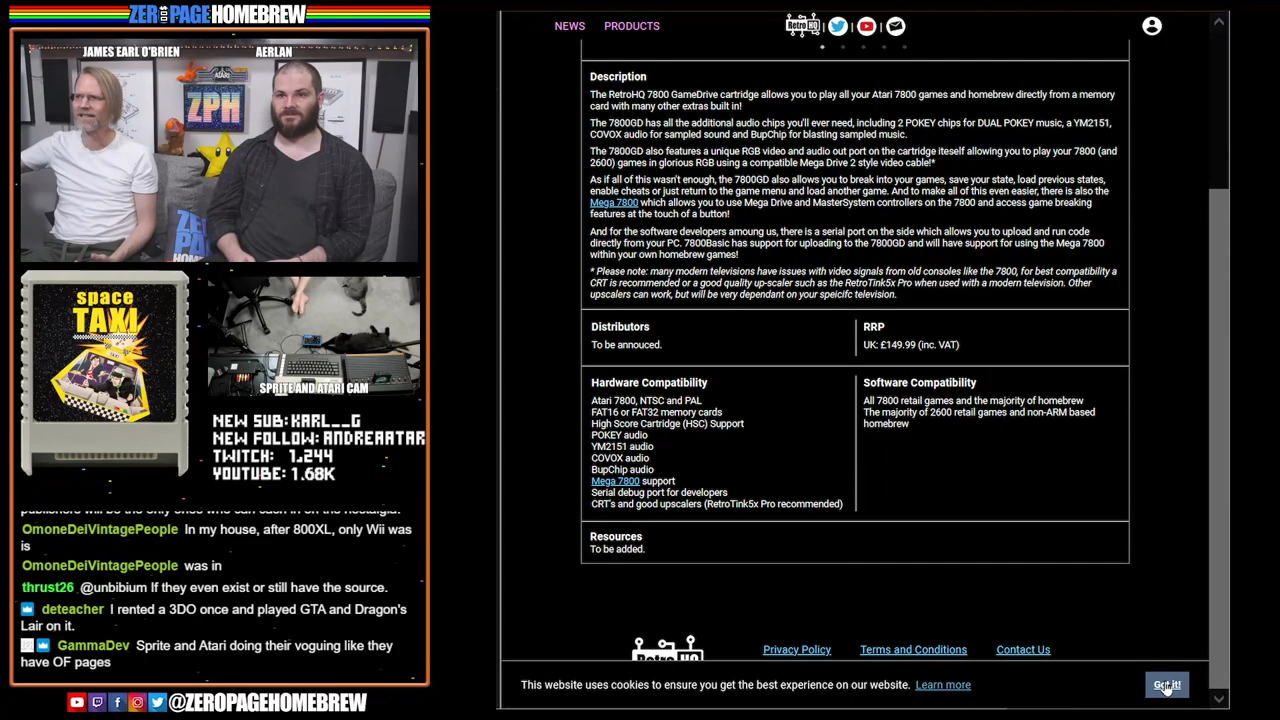 ZERO PAGE HOMEBREW
JAMES EARL O'BRIEN
AERLAN
ATARI
ZPH
space
TAXI
SPRITE AND ATARI CAM
NEW SUB: KARL__G
NEW FOLLOW: ANDREAATAR
TWITCH: 1.244
YOUTUBE: 1.68K
publishers will be the only ones who can cash in on the nostalgia.
OmoneDeiVintagePeople In my house, after 800XL, only Wii was
is
OmoneDeiVintagePeople was in
thrust26 @unbibium If they even exist or still have the source.
deteacher I rented a 3DO once and played GTA and Dragon's
Lair on it.
GammaDev Sprite and Atari doing their voguing like they
have OF pages
@ZEROPAGEHOMEBREW
NEWS PRODUCTS
RetroHQ
Description
The RetroHQ 7800 GameDrive cartridge allows you to play all your Atari 7800 games and homebrew directly from a memory
card with many other extras built in!
The 7800GD has all the additional audio chips you'll ever need, including 2 POKEY chips for DUAL POKEY music, a YM2151,
COVOX audio for sampled sound and BupChip for blasting sampled music.
The 7800GD also features a unique RGB video and audio out port on the cartridge iteself allowing you to play your 7800 (and
2600) games in glorious RGB using a compatible Mega Drive 2 style video cable!*
As if all of this wasn't enough, the 7800GD also allows you to break into your games, save your state, load previous states,
enable cheats or just return to the game menu and load another game. And to make all of this even easier, there is also the
Mega 7800 which allows you to use Mega Drive and MasterSystem controllers on the 7800 and access game breaking
features at the touch of a button!
And for the software developers amoung us, there is a serial port on the side which allows you to upload and run code
directly from your PC. 7800Basic has support for uploading to the 7800GD and will have support for using the Mega 7800
within your own homebrew games!
* Please note: many modern televisions have issues with video signals from old consoles like the 7800, for best compatibility a
CRT is recommended or a good quality up-scaler such as the RetroTink5x Pro when used with a modern television. Other
upscalers can work, but will be very dependant on your speicifc television.
Distributors
To be annouced.
RRP
UK: £149.99 (inc. VAT)
Hardware Compatibility
Atari 7800, NTSC and PAL
FAT16 or FAT32 memory cards
High Score Cartridge (HSC) Support
POKEY audio
YM2151 audio
COVOX audio
BupChip audio
Mega 7800 support
Serial debug port for developers
CRT's and good upscalers (RetroTink5x Pro recommended)
Software Compatibility
All 7800 retail games and the majority of homebrew
The majority of 2600 retail games and non-ARM based
homebrew
Resources
To be added.
RetroHQ
Privacy Policy Terms and Conditions Contact Us
This website uses cookies to ensure you get the best experience on our website. Learn more
Got it!